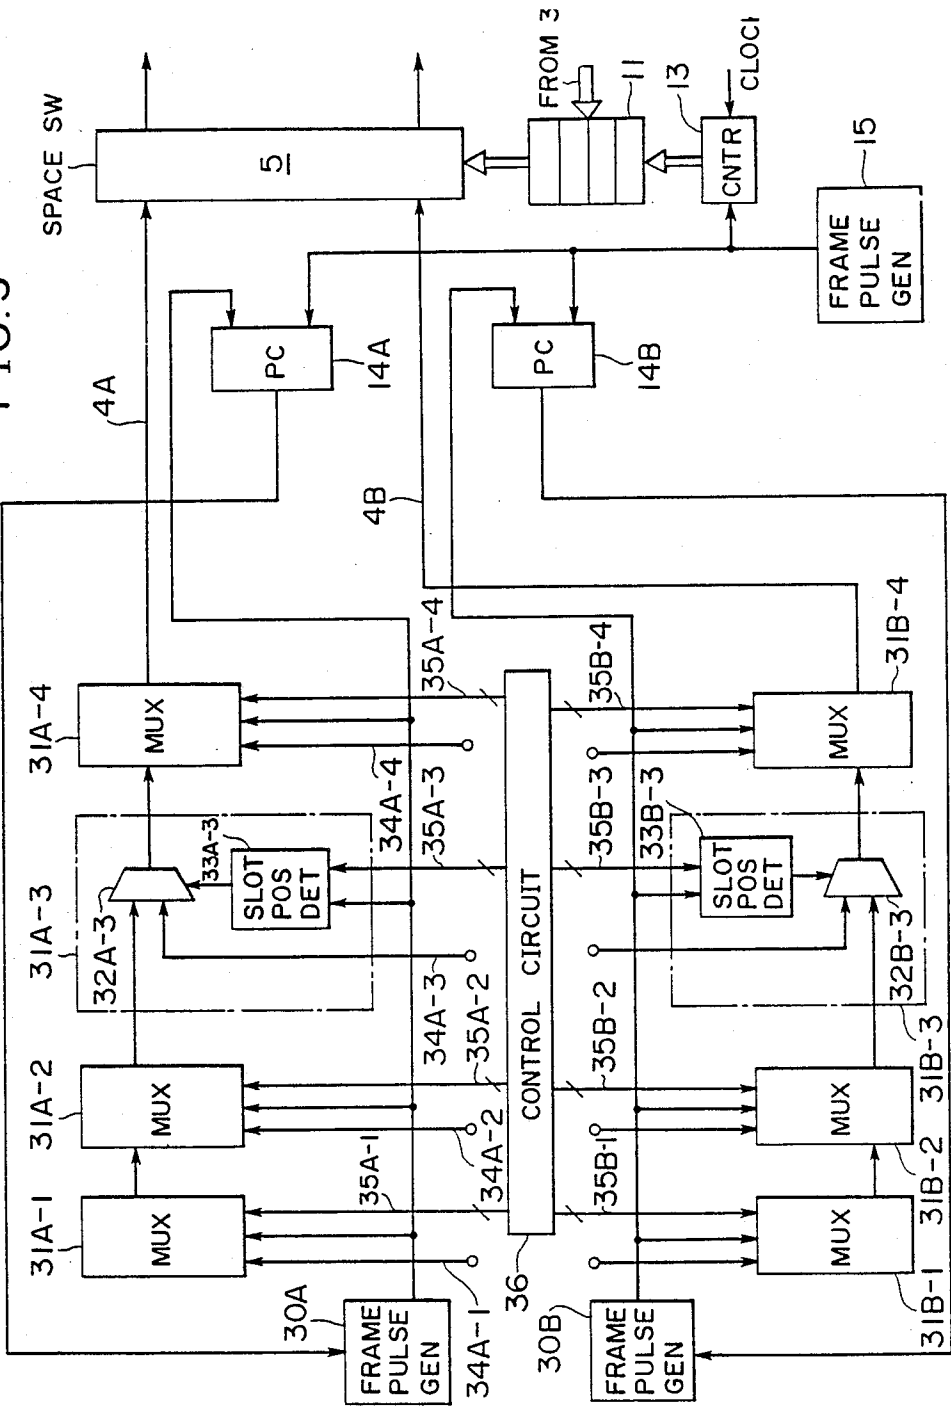 SPACE SW
5
FROM 3
11
13
CNTR
15
FRAME
PULSE
GEN
4A
PC
14A
4B
PC
14B
31A-4
MUX
35A-4
34A-4
35B-4
MUX
31B-4
31A-3
32A-3
33A-3
SLOT
POS
DET
35A-3
34A-3
35B-3
33B-3
SLOT
POS
DET
32B-3
31B-3
31A-2
MUX
35A-2
34A-2
35B-2
MUX
31B-2
31A-1
MUX
35A-1
34A-1
35B-1
MUX
31B-1
CONTROL CIRCUIT
36
30A
FRAME
PULSE
GEN
30B
FRAME
PULSE
GEN